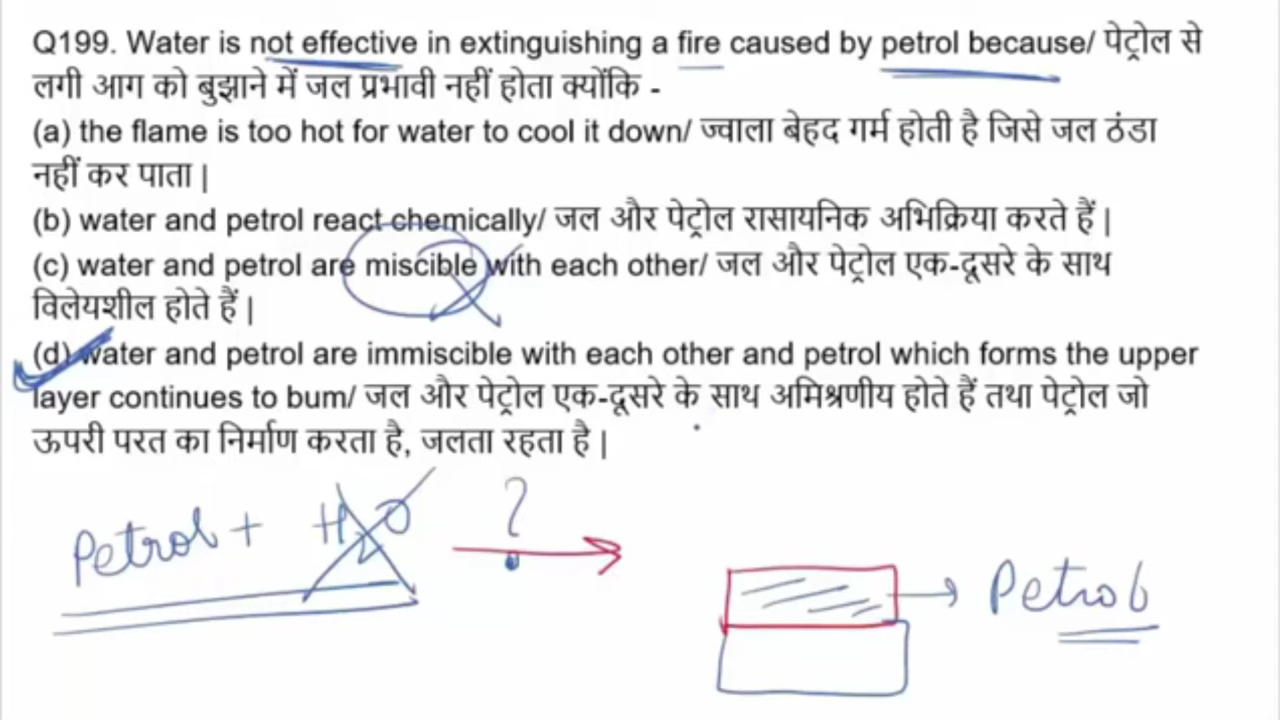 Q199. Water is not effective in extinguishing a fire caused by petrol because/ पेट्रोल से
लगी आग को बुझाने में जल प्रभावी नहीं होता क्योंकि -
(a) the flame is too hot for water to cool it down/ ज्वाला बेहद गर्म होती है जिसे जल ठंडा
नहीं कर पाता |
(b) water and petrol react chemically/ जल और पेट्रोल रासायनिक अभिक्रिया करते हैं |
(c) water and petrol are miscible with each other/ जल और पेट्रोल एक-दूसरे के साथ
विलेयशील होते हैं |
(d) water and petrol are immiscible with each other and petrol which forms the upper
layer continues to bum/ जल और पेट्रोल एक-दूसरे के साथ अमिश्रणीय होते हैं तथा पेट्रोल जो
ऊपरी परत का निर्माण करता है, जलता रहता है |
Petrol + H2O ?
Petrol